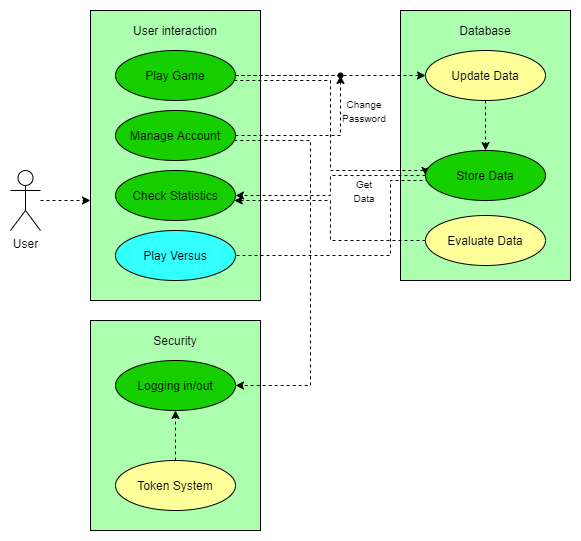 User interaction
Play Game
Manage Account
Check Statistics
Play Versus
User
Change
Password
Get
Data
Database
Update Data
Store Data
Evaluate Data
Security
Logging in/out
Token System